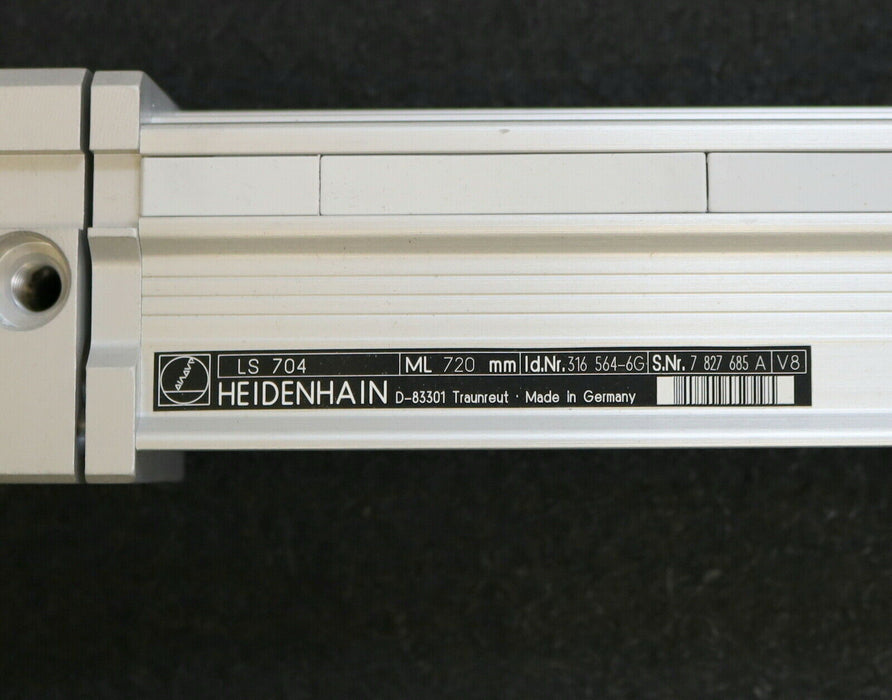 LS 704 ML 720 mm Id.Nr. 316 564-6G S.Nr. 7 827 685 A V8
HEIDENHAIN D-83301 Traunreut · Made in Germany